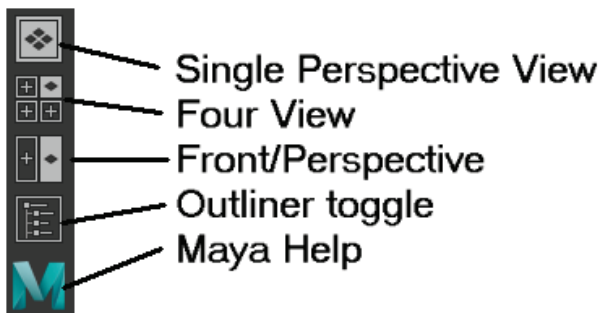 Single Perspective View
Four View
Front/Perspective
Outliner toggle
Maya Help
M